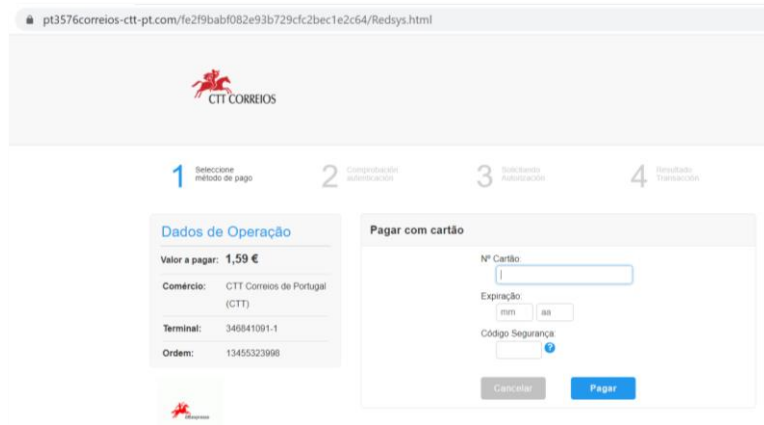 pt3576correios-ctt-pt.com/fe2f9babf082e93b729cfc2bec1e2c64/Redsys.html
CTT CORREIOS
1 Seleccione
método de pago
2 Comprobación
autenticación
3 Solicitando
Autorización
4 Resultado
Transacción
Dados de Operação
Valor a pagar: 1,59 €
Comércio: CTT Correios de Portugal
(CTT)
Terminal: 346841091-1
Ordem: 13455323998
Pagar com cartão
Nº Cartão:
Expiração:
mm aa
Código Segurança:
?
Cancelar Pagar